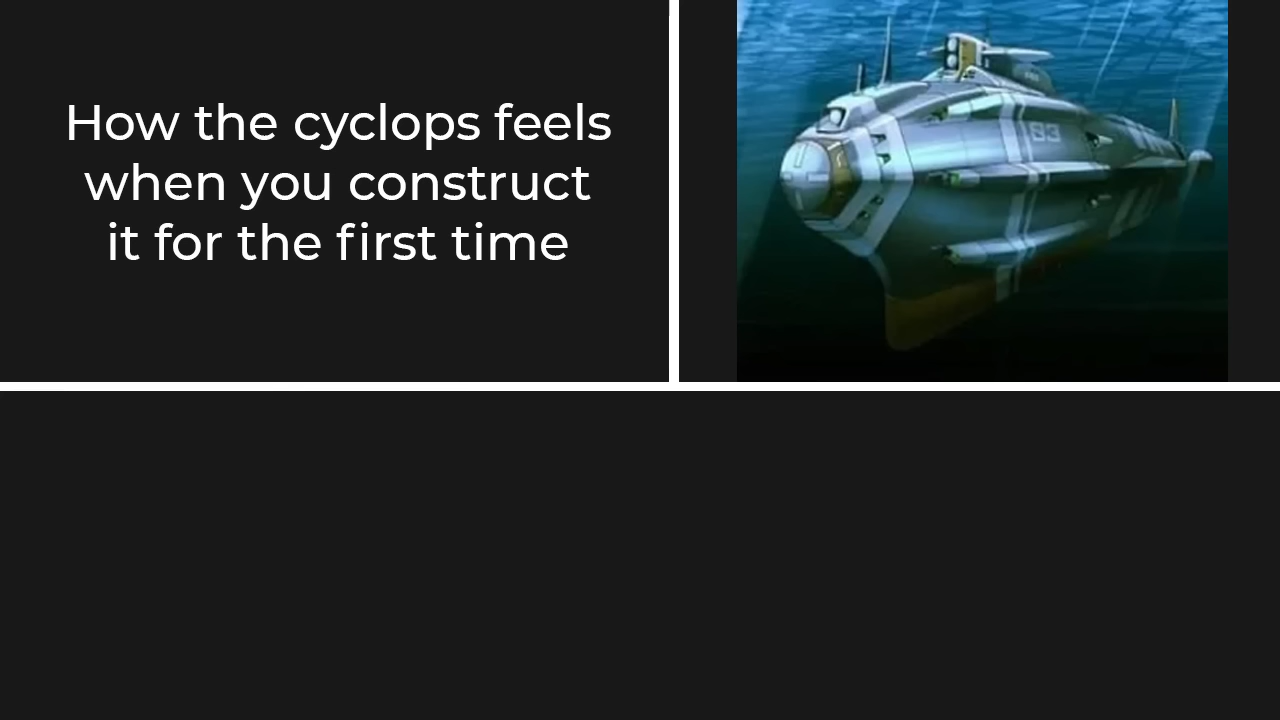 How the cyclops feels
when you construct
it for the first time